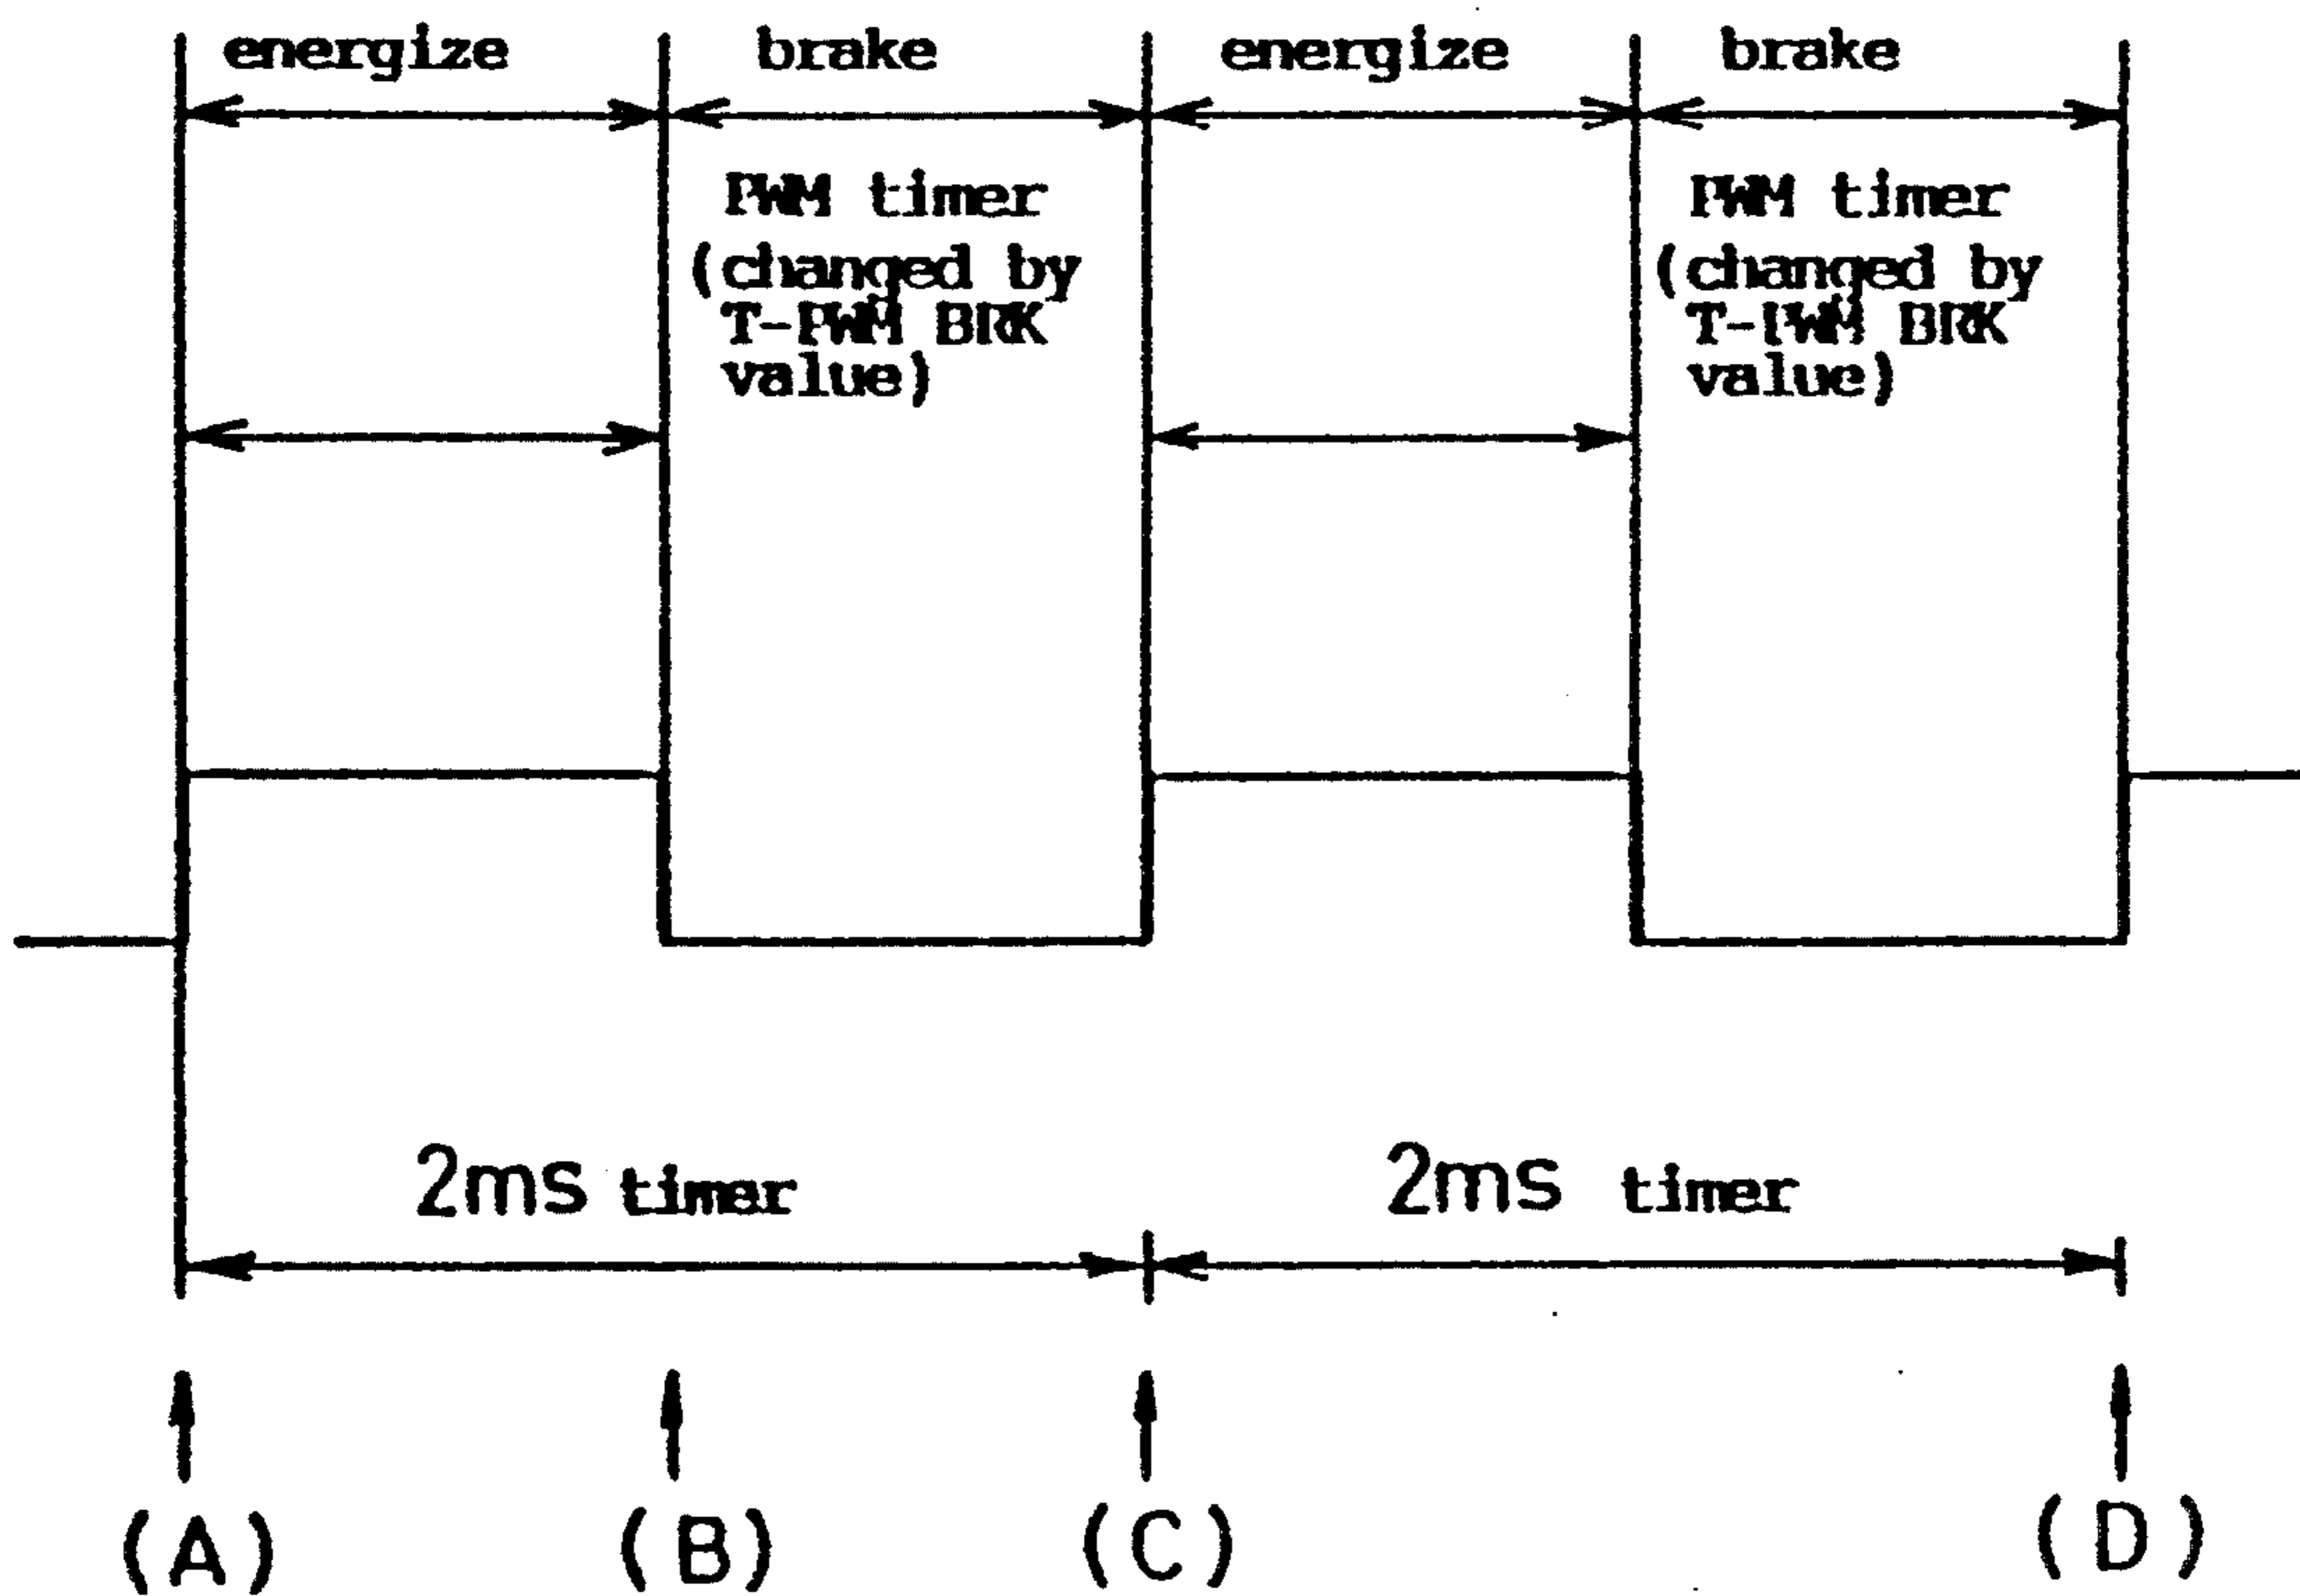 energize brake energize brake
PWM timer PWM timer
(changed by (changed by
T-PWM BRK T-PWM BRK
value) value)
2ms timer 2ms timer
(A) (B) (C) (D)